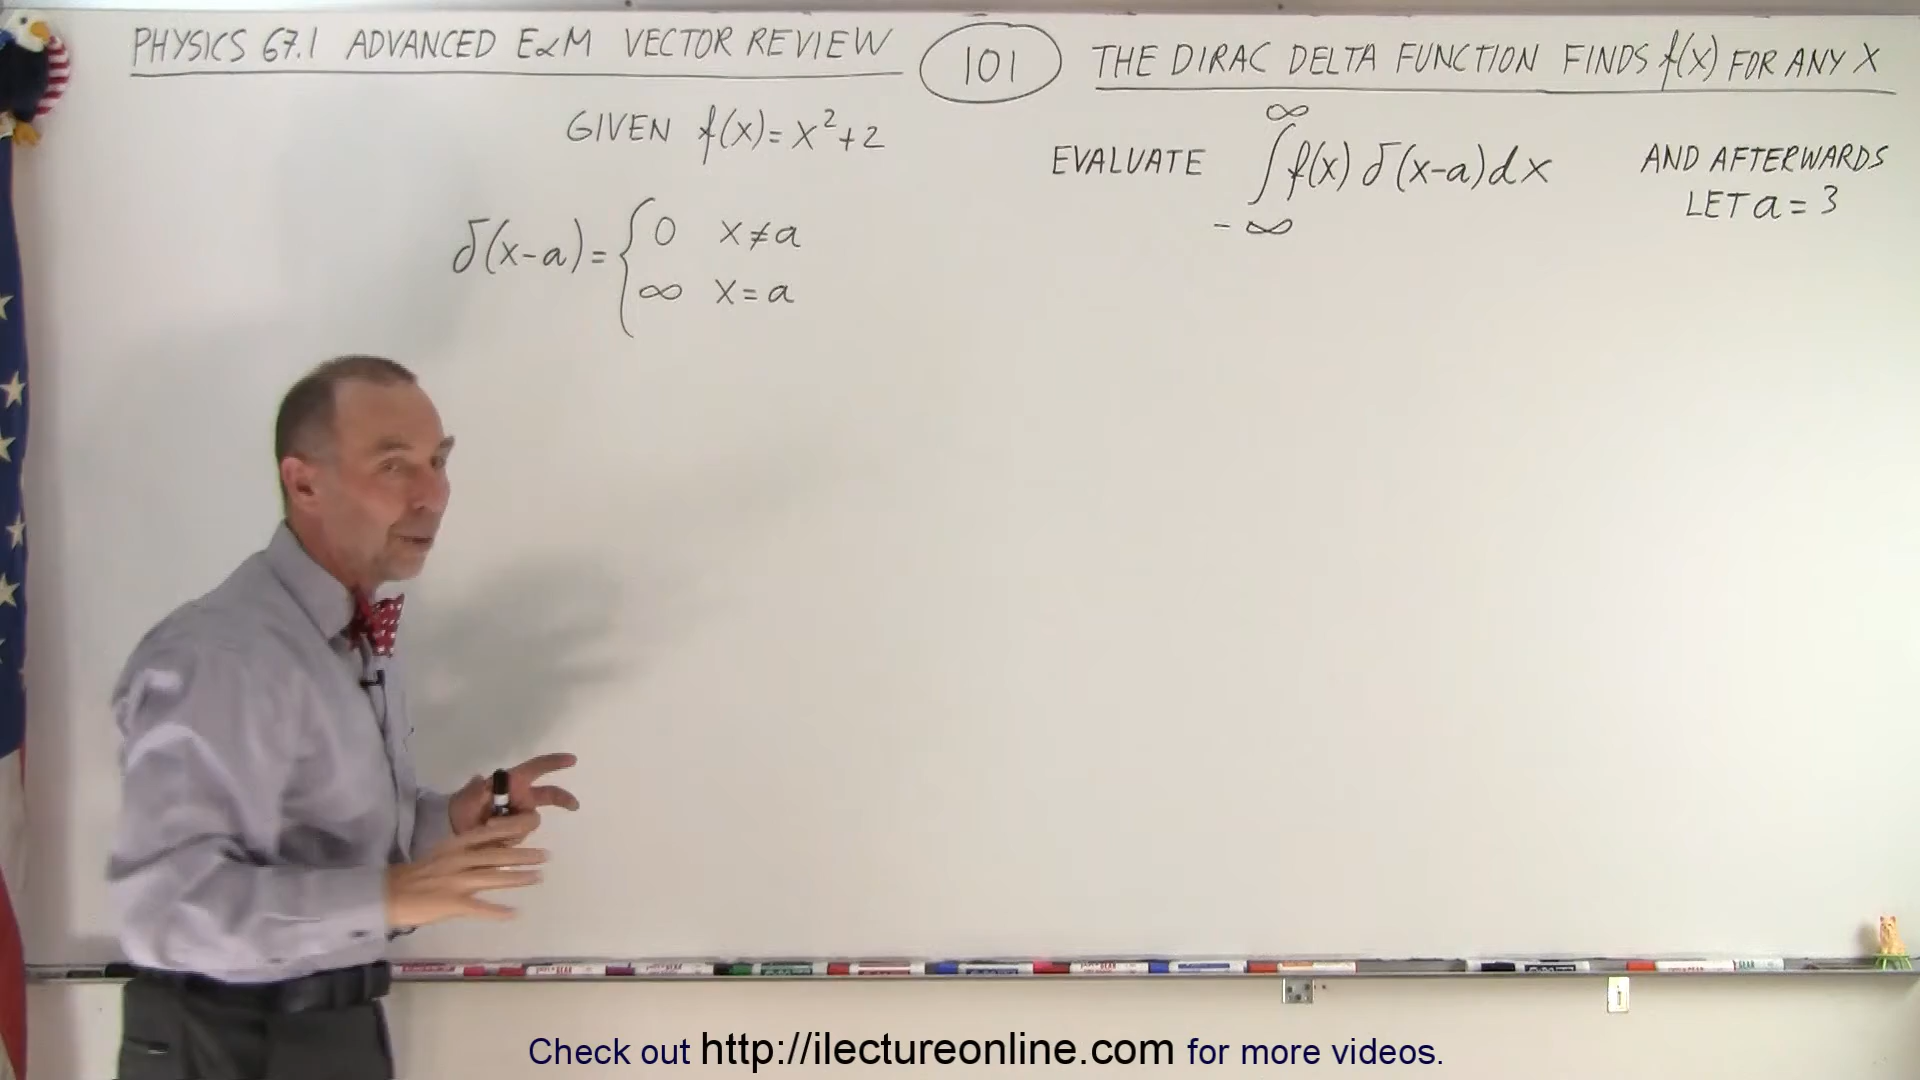 PHYSICS 67.1 ADVANCED E&M VECTOR REVIEW
101
THE DIRAC DELTA FUNCTION FINDS f(x) FOR ANY X
GIVEN f(x)=x²+2
EVALUATE ∫_{-∞}^{∞} f(x) δ(x-a)dx
AND AFTERWARDS
LET a = 3
δ(x-a) = { 0 x≠a
∞ x=a
Check out http://ilectureonline.com for more videos.